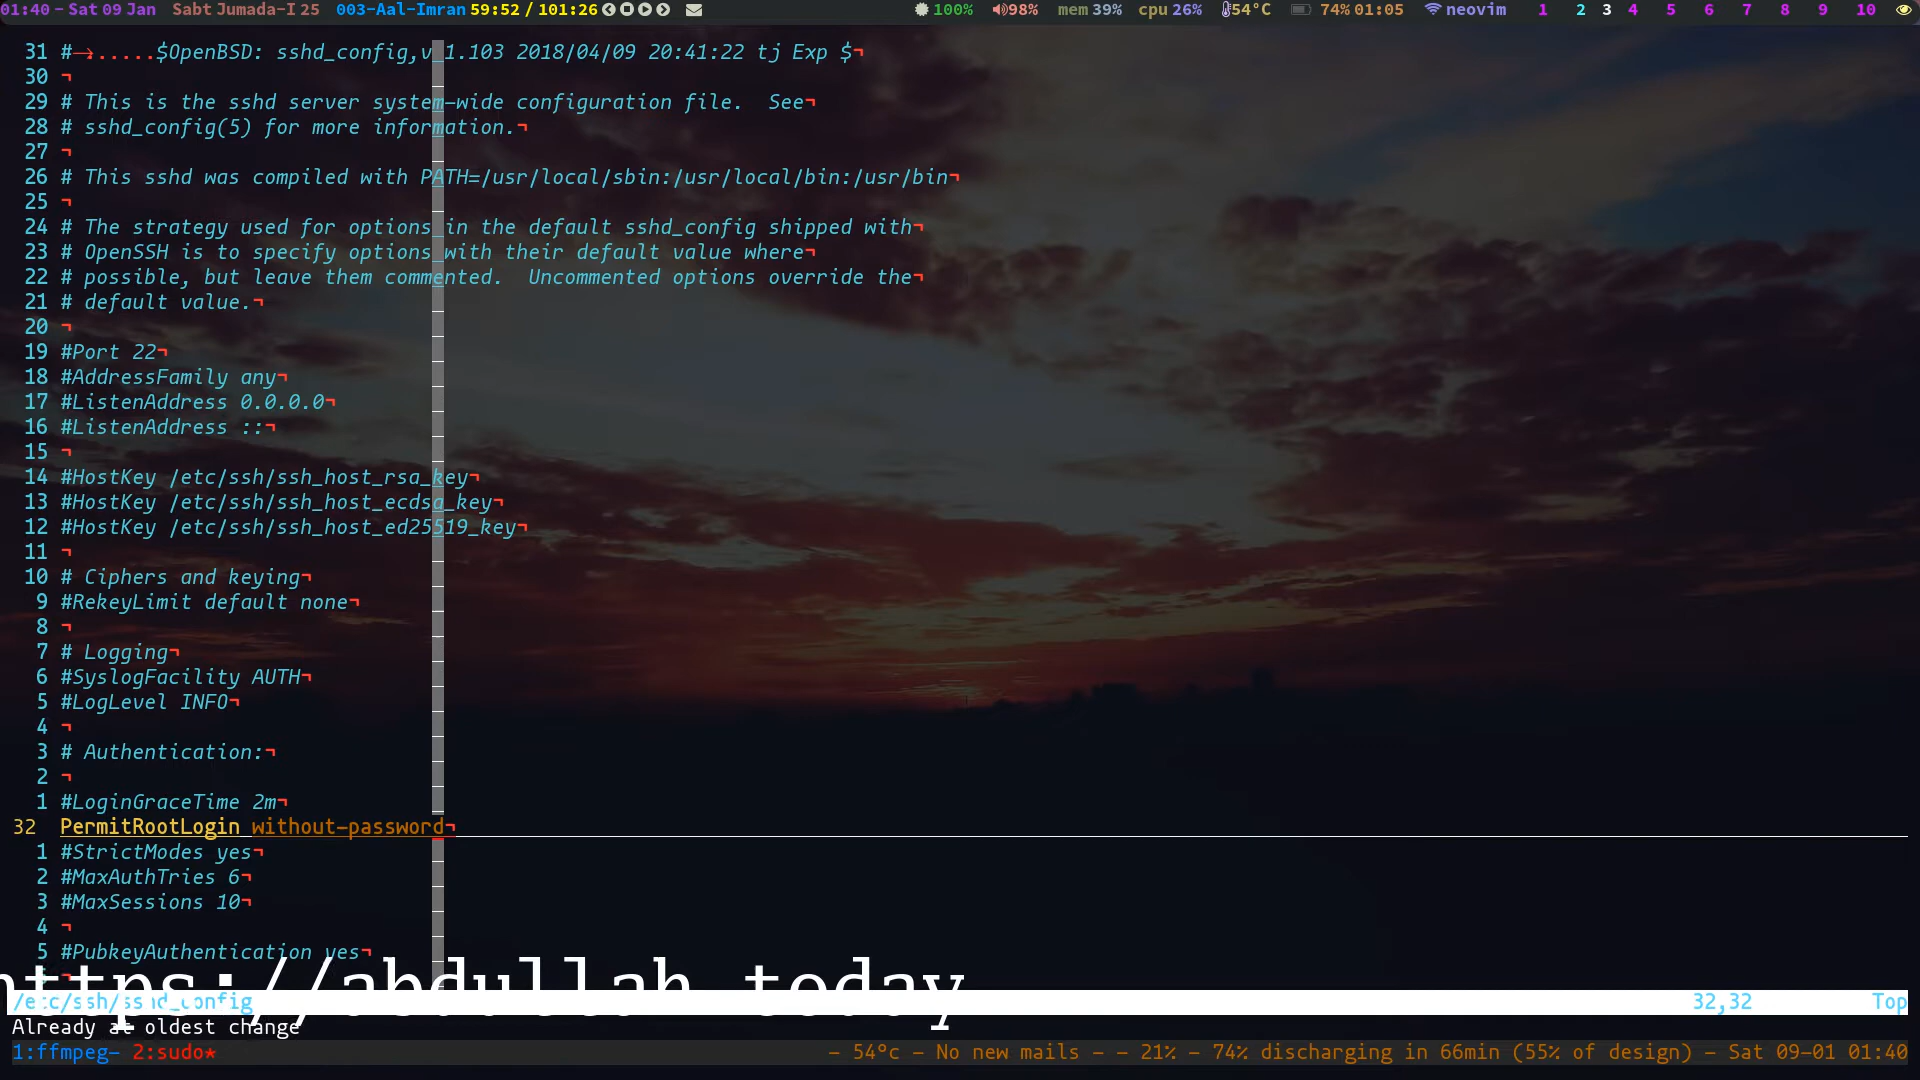 01:40 - Sat 09 Jan Sabt Jumada-I 25 003-Aal-Imran 59:52 / 101:26 100% 98% mem 39% cpu 26% 54°C 74% 01:05 neovim 1 2 3 4 5 6 7 8 9 10
31 #→......$OpenBSD: sshd_config,v 1.103 2018/04/09 20:41:22 tj Exp $¬
30 ¬
29 # This is the sshd server system-wide configuration file.  See¬
28 # sshd_config(5) for more information.¬
27 ¬
26 # This sshd was compiled with PATH=/usr/local/sbin:/usr/local/bin:/usr/bin¬
25 ¬
24 # The strategy used for options in the default sshd_config shipped with¬
23 # OpenSSH is to specify options with their default value where¬
22 # possible, but leave them commented.  Uncommented options override the¬
21 # default value.¬
20 ¬
19 #Port 22¬
18 #AddressFamily any¬
17 #ListenAddress 0.0.0.0¬
16 #ListenAddress ::¬
15 ¬
14 #HostKey /etc/ssh/ssh_host_rsa_key¬
13 #HostKey /etc/ssh/ssh_host_ecdsa_key¬
12 #HostKey /etc/ssh/ssh_host_ed25519_key¬
11 ¬
10 # Ciphers and keying¬
9 #RekeyLimit default none¬
8 ¬
7 # Logging¬
6 #SyslogFacility AUTH¬
5 #LogLevel INFO¬
4 ¬
3 # Authentication:¬
2 ¬
1 #LoginGraceTime 2m¬
32 PermitRootLogin without-password¬
1 #StrictModes yes¬
2 #MaxAuthTries 6¬
3 #MaxSessions 10¬
4 ¬
5 #PubkeyAuthentication yes¬
https://abdullah.today
/etc/ssh/sshd_config 32,32 Top
Already at oldest change
1:ffmpeg- 2:sudo* - 54°c - No new mails - - 21% - 74% discharging in 66min (55% of design) - Sat 09-01 01:40